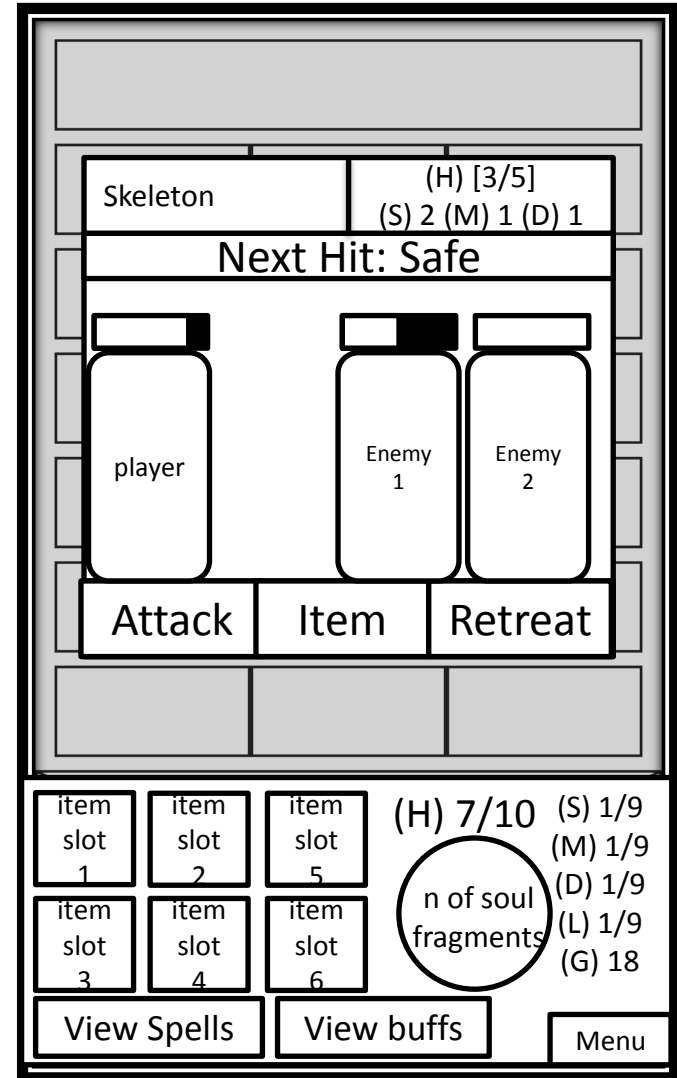 Skeleton
(H) [3/5]
(S) 2 (M) 1 (D) 1
Next Hit: Safe
player
Enemy
1
Enemy
2
Attack
Item
Retreat
item
slot
1
item
slot
2
item
slot
5
item
slot
3
item
slot
4
item
slot
6
(H) 7/10
n of soul
fragments
(S) 1/9
(M) 1/9
(D) 1/9
(L) 1/9
(G) 18
View Spells
View buffs
Menu